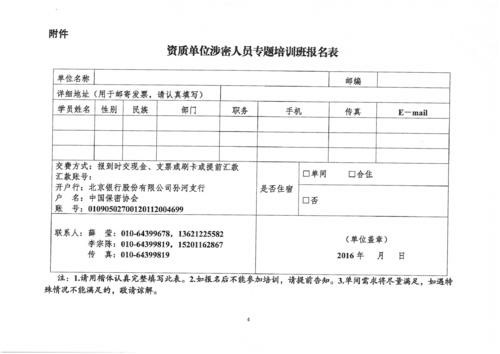 附件
资质单位涉密人员专题培训班报名表
单位名称 邮编
详细地址(用于邮寄发票,请认真填写)
学员姓名 性别 民族 部门 职务 手机 传真 E-mail
交费方式:报到时交现金、支票或刷卡或提前汇款
汇款账号:
开户行:北京银行股份有限公司孙河支行
户 名:中国保密协会
账 号:01090502700120112004699
是否住宿
□单间 □合住
□否
联系人:薛 莹:010-64399678,13621225582
李宗陈:010-64399819,15201162867
传 真:010-64399819
(单位盖章)
2016 年 月 日
注:1.请用楷体认真完整填写此表。2.如报名后不能参加培训,请提前告知。3.单间需求将尽量满足,如遇特
殊情况不能满足的,敬请谅解。
4